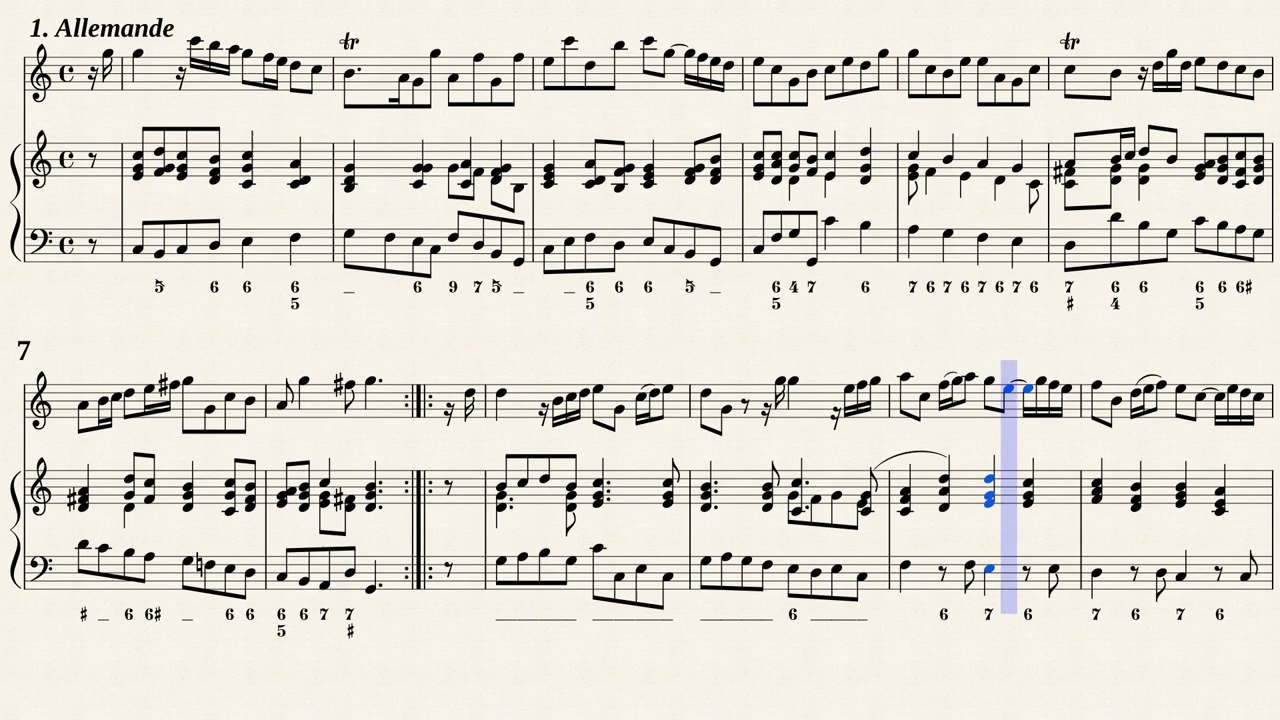 1. Allemande
tr tr
5 6 6 6 _ 6 9 7 5 _ _ 6 6 6 5 _ 6 4 7 6 7 6 7 6 7 6 7 6 7 6 6 6 6 6♯
5 5 5 ♯ 4 5
7
♯ _ 6 6♯ _ 6 6 6 6 7 7 6 6 7 6 7 6 7 6
5 ♯